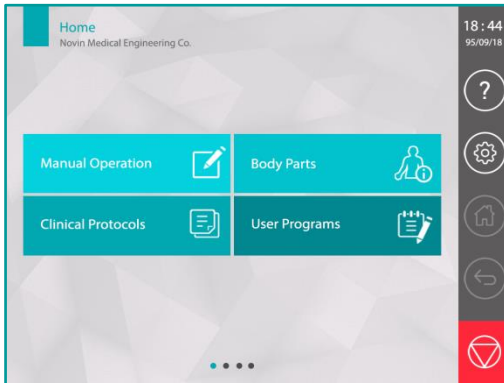 Home
Novin Medical Engineering Co.
18 : 44
95/09/18
?
Manual Operation
Body Parts
Clinical Protocols
User Programs